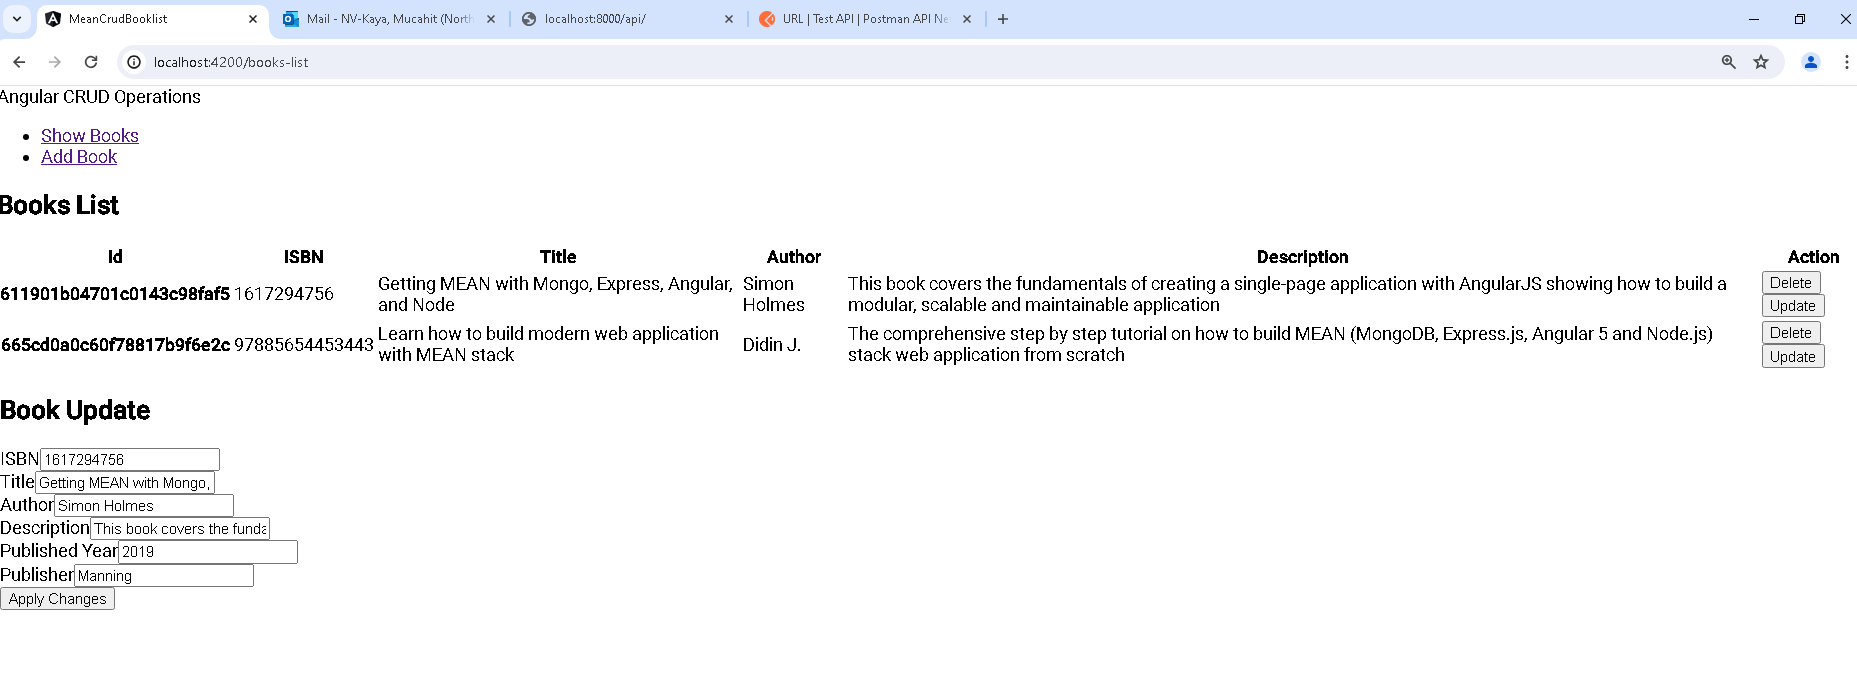 MeanCrudBooklist
Mail - NV-Kaya, Mucahit (North
localhost:8000/api/
URL | Test API | Postman API Ne
localhost:4200/books-list
Angular CRUD Operations
Show Books
Add Book
Books List
Id ISBN Title Author Description Action
611901b04701c0143c98faf5 1617294756 Getting MEAN with Mongo, Express, Angular, Simon This book covers the fundamentals of creating a single-page application with AngularJS showing how to build a Delete
and Node Holmes modular, scalable and maintainable application Update
665cd0a0c60f78817b9f6e2c 97885654453443 Learn how to build modern web application Didin J. The comprehensive step by step tutorial on how to build MEAN (MongoDB, Express.js, Angular 5 and Node.js) Delete
with MEAN stack stack web application from scratch Update
Book Update
ISBN 1617294756
Title Getting MEAN with Mongo,
Author Simon Holmes
Description This book covers the funda
Published Year 2019
Publisher Manning
Apply Changes